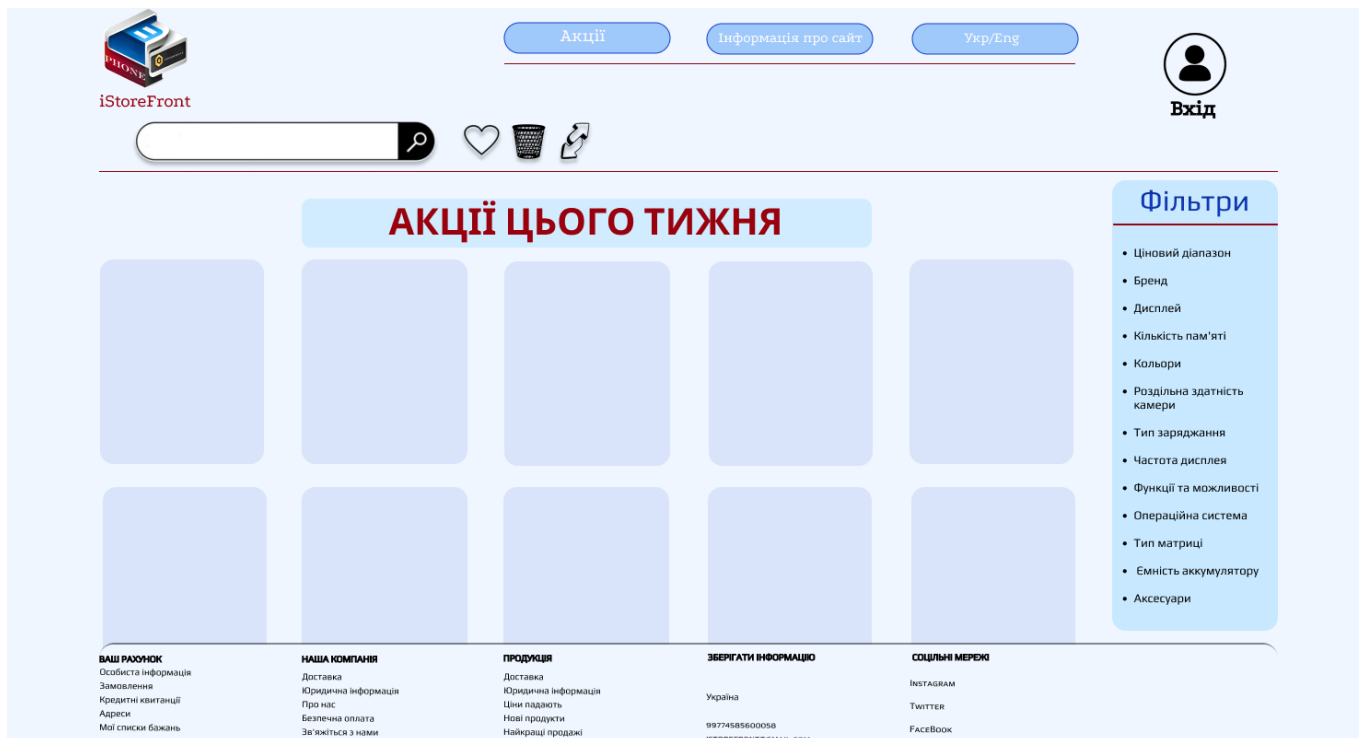 Акції
Інформація про сайт
Укр/Eng
PHONE
iStoreFront
Вхід
АКЦІЇ ЦЬОГО ТИЖНЯ
Фільтри
• Ціновий діапазон
• Бренд
• Дисплей
• Кількість пам'яті
• Кольори
• Роздільна здатність
камери
• Тип заряджання
• Частота дисплея
• Функції та можливості
• Операційна система
• Тип матриці
• Ємність аккумулятору
• Аксесуари
ВАШ РАХУНОК
Особиста інформація
Замовлення
Кредитні квитанції
Адреси
Мої списки бажань
НАША КОМПАНІЯ
Доставка
Юридична інформація
Про нас
Безпечна оплата
Зв'яжіться з нами
ПРОДУКЦІЯ
Доставка
Юридична інформація
Ціни падають
Нові продукти
Найкращі продажі
ЗБЕРІГАТИ ІНФОРМАЦІЮ
Україна
99774585600058
СОЦІЛЬНІ МЕРЕЖІ
Instagram
Twitter
FaceBook